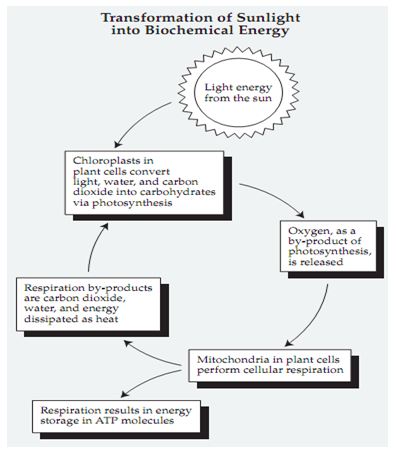 Transformation of Sunlight
into Biochemical Energy
Light energy
from the sun
Chloroplasts in
plant cells convert
light, water, and carbon
dioxide into carbohydrates
via photosynthesis
Oxygen, as a
by-product of
photosynthesis,
is released
Respiration by-products
are carbon dioxide,
water, and energy
dissipated as heat
Mitochondria in plant cells
perform cellular respiration
Respiration results in energy
storage in ATP molecules